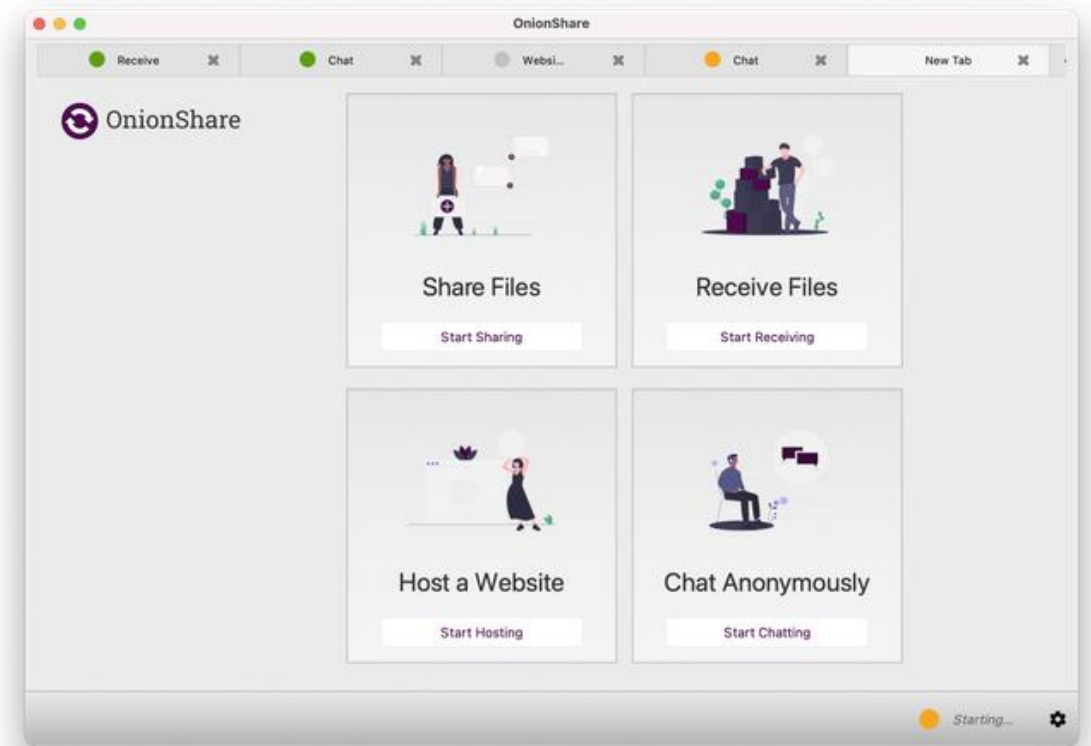 OnionShare
Receive
Chat
Websi...
Chat
New Tab
OnionShare
Share Files
Receive Files
Start Sharing
Start Receiving
Host a Website
Chat Anonymously
Start Hosting
Start Chatting
Starting...